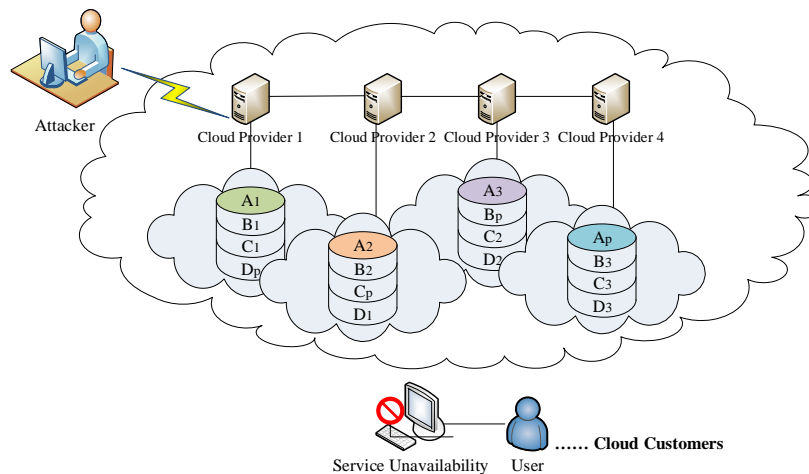 Attacker
Cloud Provider 1
Cloud Provider 2
Cloud Provider 3
Cloud Provider 4
A1
B1
C1
Dp
A2
B2
Cp
D1
A3
Bp
C2
D2
Ap
B3
C3
D3
Service Unavailability
User
...... Cloud Customers